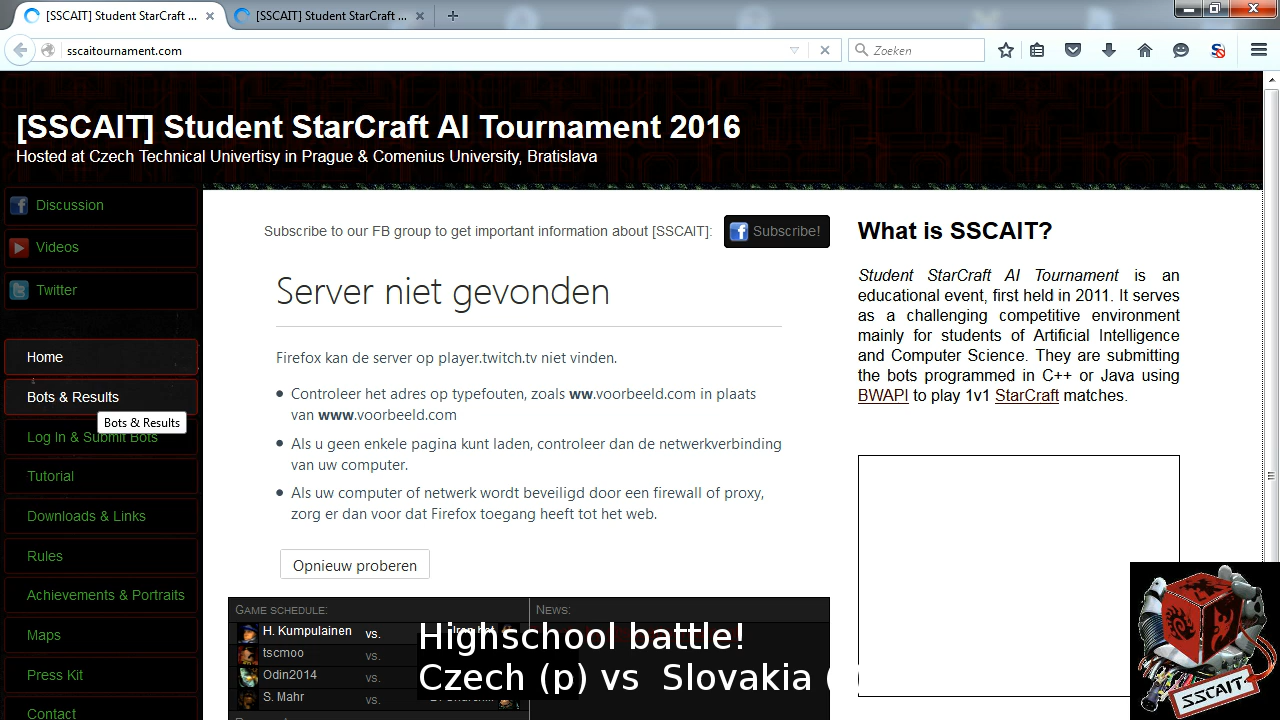 [SSCAIT] Student StarCraft ...
[SSCAIT] Student StarCraft ...
sscaitournament.com
Zoeken
[SSCAIT] Student StarCraft AI Tournament 2016
Hosted at Czech Technical Univertisy in Prague & Comenius University, Bratislava
Discussion
Videos
Twitter
Home
Bots & Results
Bots & Results
Log In & Submit Bots
Tutorial
Downloads & Links
Rules
Achievements & Portraits
Maps
Press Kit
Contact
Subscribe to our FB group to get important information about [SSCAIT]:
Subscribe!
Server niet gevonden
Firefox kan de server op player.twitch.tv niet vinden.
Controleer het adres op typefouten, zoals ww.voorbeeld.com in plaats
van www.voorbeeld.com
Als u geen enkele pagina kunt laden, controleer dan de netwerkverbinding
van uw computer.
Als uw computer of netwerk wordt beveiligd door een firewall of proxy,
zorg er dan voor dat Firefox toegang heeft tot het web.
Opnieuw proberen
GAME SCHEDULE:
H. Kumpulainen vs.
tscmoo vs.
Odin2014 vs.
S. Mahr vs.
NEWS:
Highschool battle!
Czech (p) vs Slovakia (
What is SSCAIT?
Student StarCraft AI Tournament is an
educational event, first held in 2011. It serves
as a challenging competitive environment
mainly for students of Artificial Intelligence
and Computer Science. They are submitting
the bots programmed in C++ or Java using
BWAPI to play 1v1 StarCraft matches.
SSCAIT